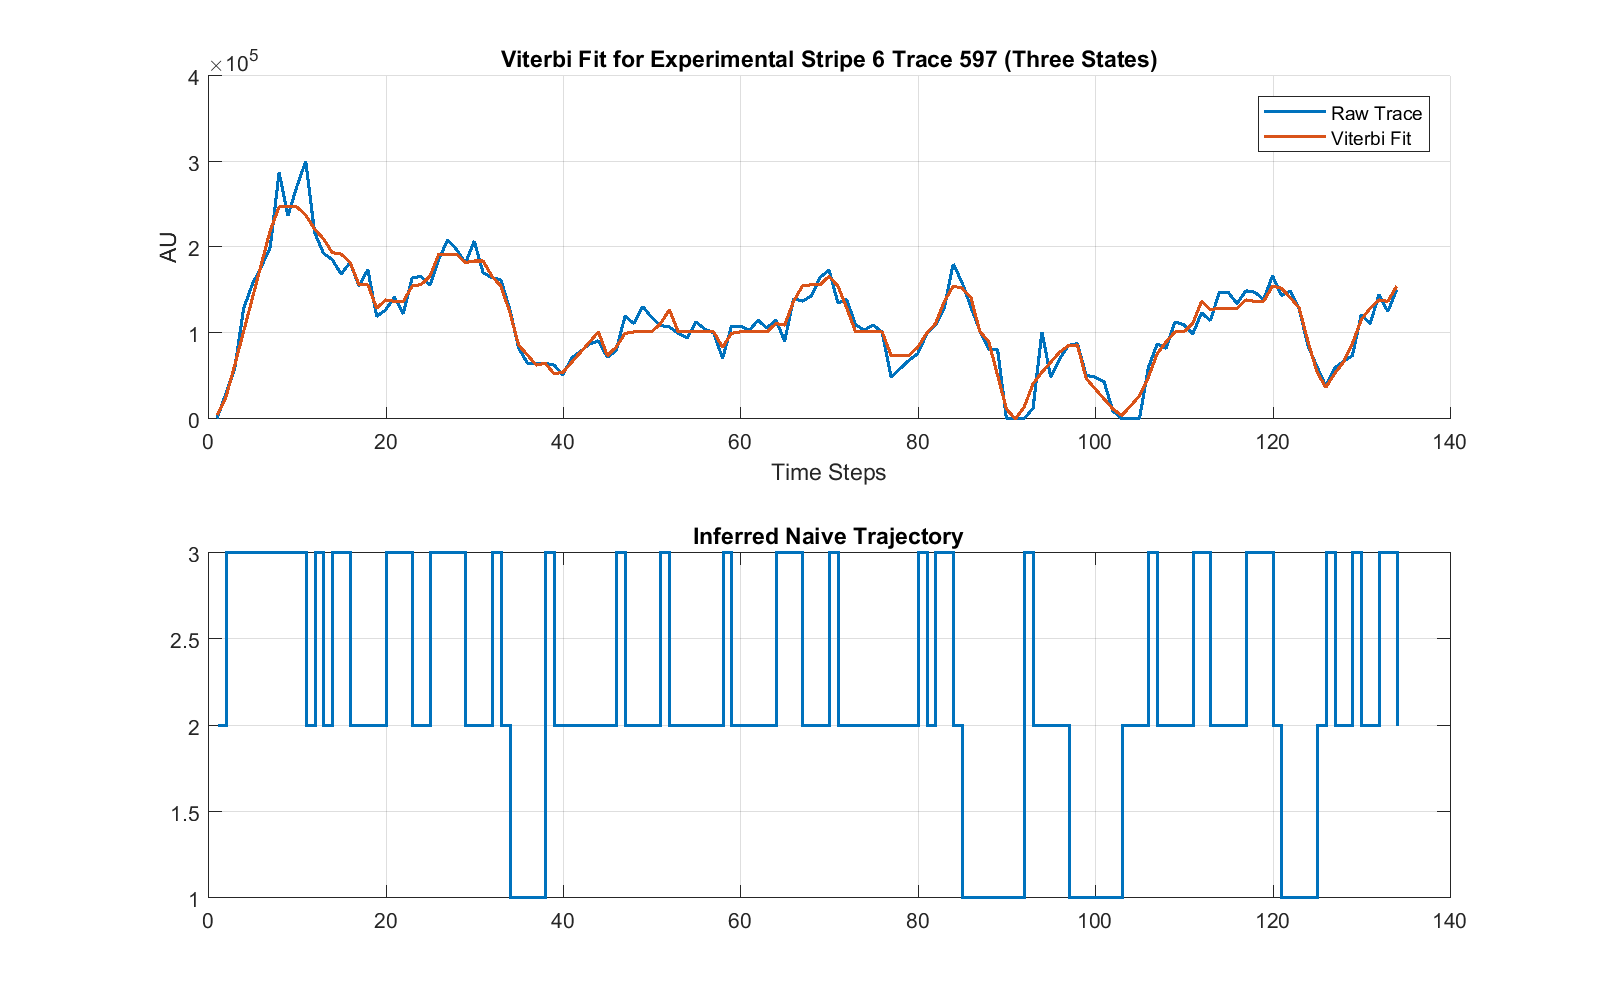 Viterbi Fit for Experimental Stripe 6 Trace 597 (Three States)
×10^5
4
3
2
1
0
AU
Raw Trace
Viterbi Fit
0 20 40 60 80 100 120 140
Time Steps
Inferred Naive Trajectory
3
2.5
2
1.5
1
0 20 40 60 80 100 120 140